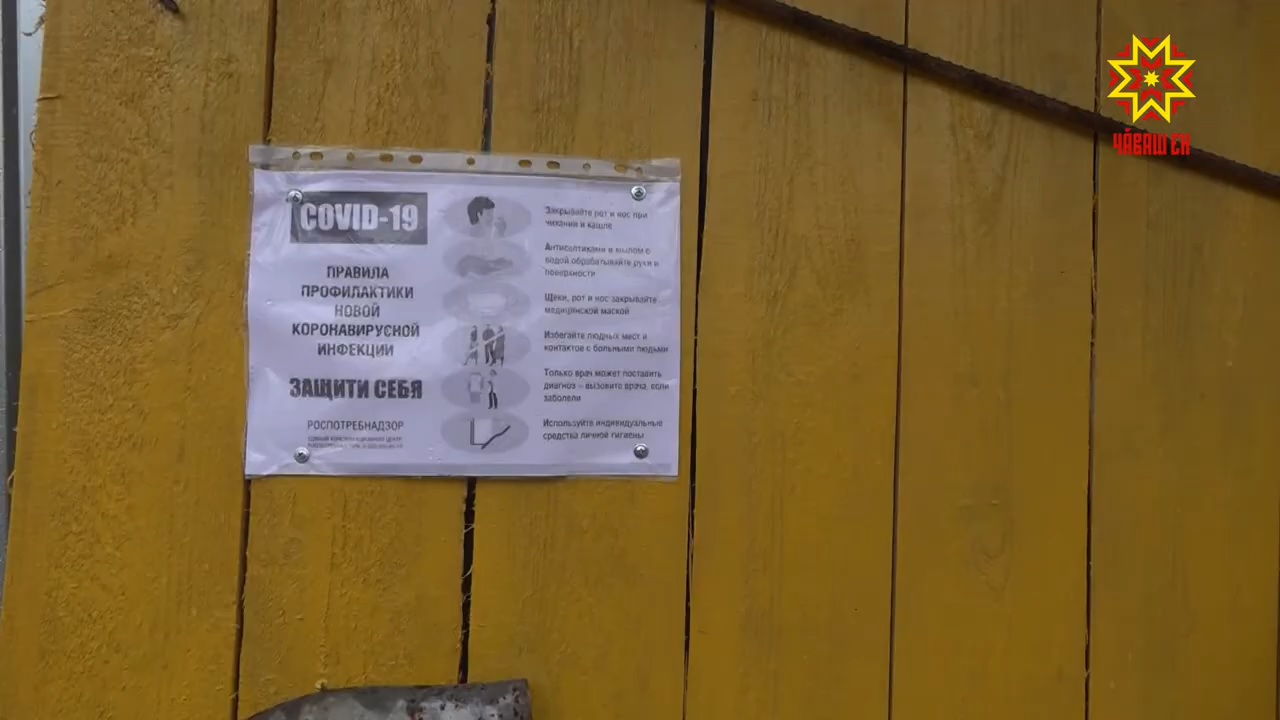 COVID-19
ПРАВИЛА
ПРОФИЛАКТИКИ
НОВОЙ
КОРОНАВИРУСНОЙ
ИНФЕКЦИИ
ЗАЩИТИ СЕБЯ
РОСПОТРЕБНАДЗОР
Закрывайте рот и нос при
чихании и кашле
Антисептиками и мылом с
водой обрабатывайте руки и
поверхности
Щеки, рот и нос закрывайте
медицинской маской
Избегайте людных мест и
контактов с больными людьми
Только врач может поставить
диагноз – вызовите врача, если
заболели
Используйте индивидуальные
средства личной гигиены
ЧӐВАШ ЕН